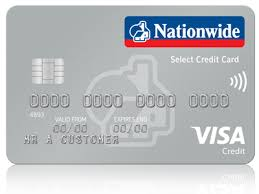 Nationwide
Select Credit Card
0000 0000 0000 0000
4893
VALID FROM EXPIRES END
00/00 00/00
MR A CUSTOMER
VISA
Credit